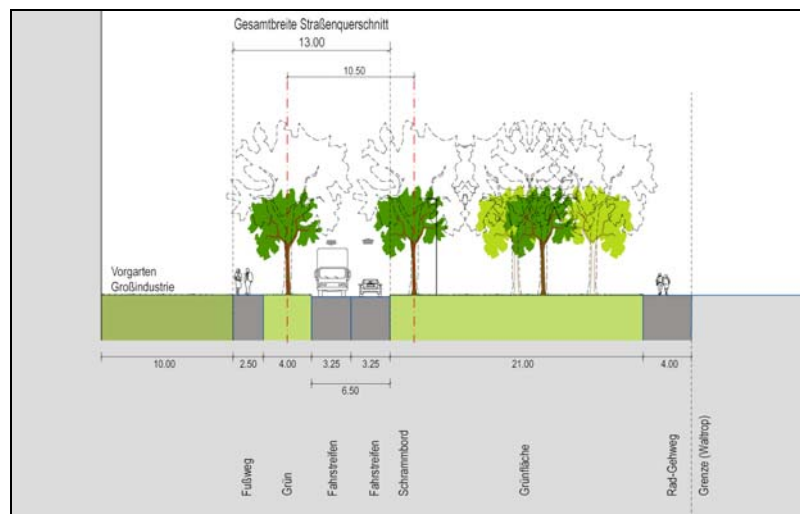 Gesamtbreite Straßenquerschnitt
13.00
10.50
Vorgarten
Großindustrie
10.00
2.50
4.00
3.25
3.25
21.00
4.00
6.50
Fußweg
Grün
Fahrstreifen
Fahrstreifen
Schrammbord
Grünfläche
Rad-Gehweg
Grenze (Waltrop)